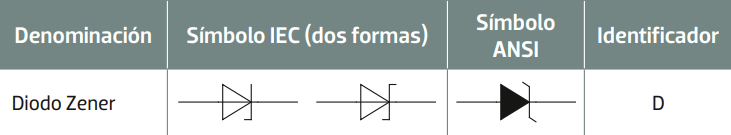 Denominación
Símbolo IEC (dos formas)
Símbolo
ANSI
Identificador
Diodo Zener
D